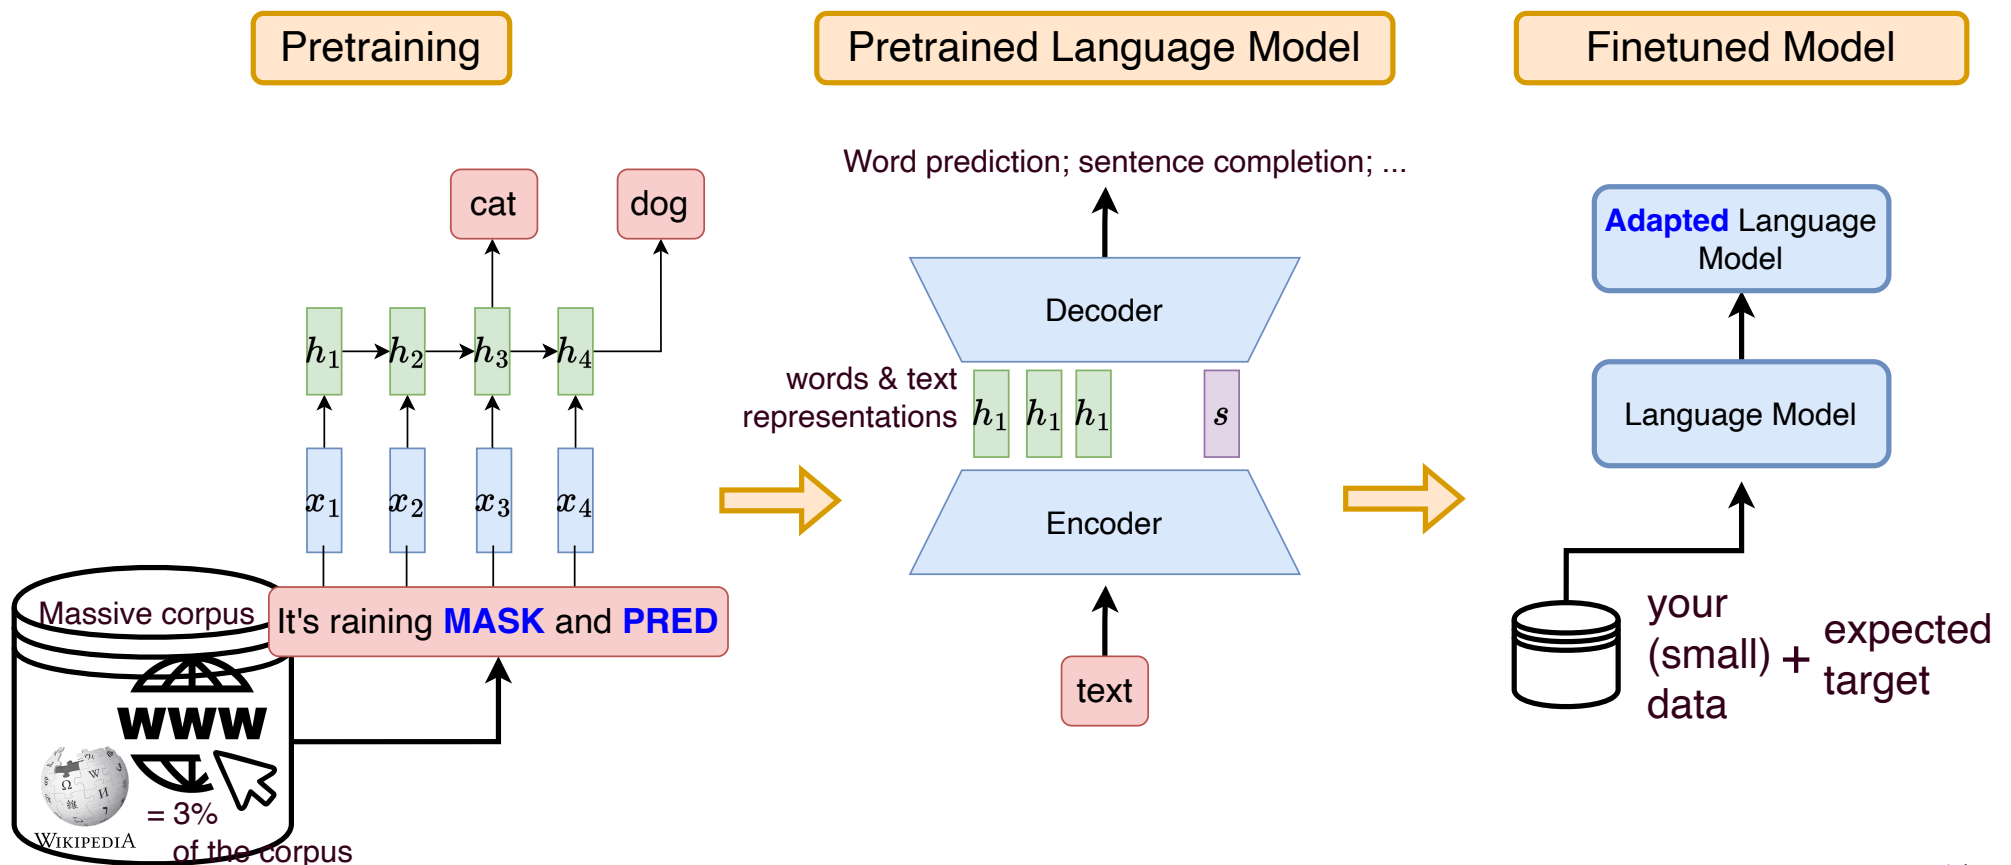 Pretraining
Pretrained Language Model
Finetuned Model
cat
dog
h1 h2 h3 h4
x1 x2 x3 x4
Massive corpus
It's raining MASK and PRED
www
Ω W И 雒
WIKIPEDIA
= 3%
of the corpus
Word prediction; sentence completion; ...
Decoder
words & text
representations
h1 h1 h1 s
Encoder
text
Adapted Language
Model
Language Model
your
(small)
data
+
expected
target